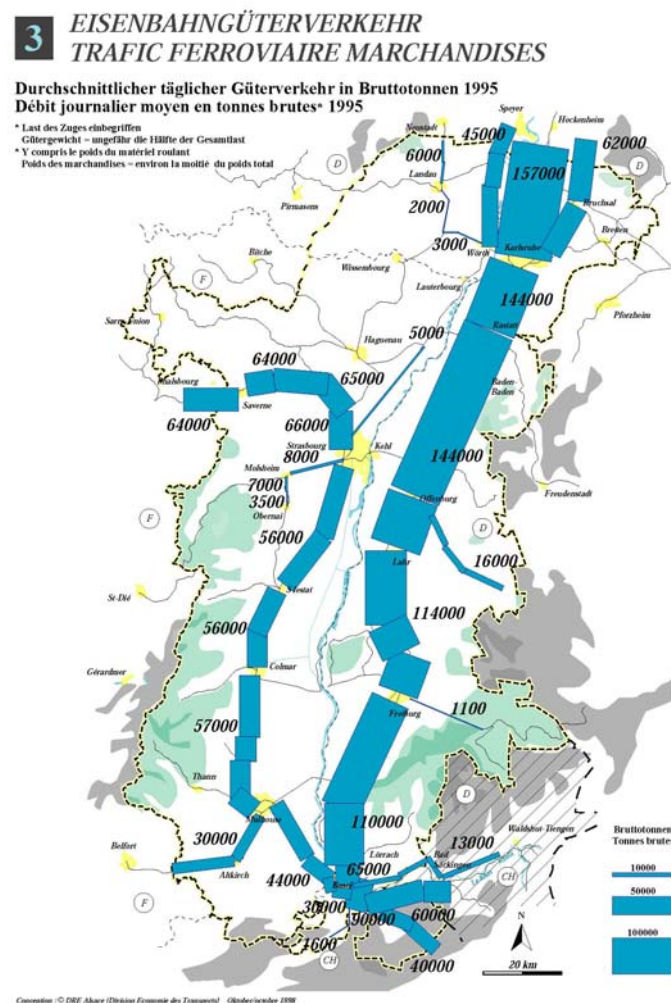 3
EISENBAHNGÜTERVERKEHR
TRAFIC FERROVIAIRE MARCHANDISES
Durchschnittlicher täglicher Güterverkehr in Bruttotonnen 1995
Débit journalier moyen en tonnes brutes* 1995
* Last des Zuges einbegriffen
Gütergewicht = ungefähr die Hälfte der Gesamtlast
* Y compris le poids du matériel roulant
Poids des marchandises = environ la moitié du poids total
Speyer
Neustadt
Hockenheim
45000
62000
6000
157000
D
D
Landau
Pirmasens
2000
Bruchsal
3000
Bretten
Karlsruhe
Wörth
Bitche
Wissembourg
F
Lauterbourg
144000
Pforzheim
Rastatt
Sarre-Union
5000
Haguenau
64000
65000
Baden-
Baden
64000
Saverne
66000
Strasbourg
Kehl
8000
144000
Molsheim
7000
3500
Obernai
Offenburg
Freudenstadt
F
D
56000
Lahr
16000
St-Dié
114000
56000
Colmar
Gérardmer
1100
Freiburg
57000
Thann
D
110000
Waldshut-Tiengen
Mulhouse
30000
13000
Belfort
Lörrach
Bad
Säckingen
65000
Altkirch
44000
CH
F
30000
90000
60000
1600
CH
40000
N
20 km
Bruttotonnen
Tonnes brutes
10000
50000
100000
Conception : © DRE Alsace (Division Economie des Transports) Oktober/octobre 1998